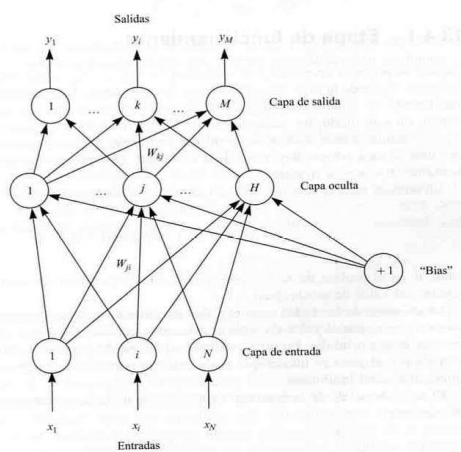 Salidas
y1 yi yM
1 ... k ... M Capa de salida
Wkj
1 ... j ... H Capa oculta
Wji
+1 “Bias”
1 i N Capa de entrada
x1 xi xN
Entradas